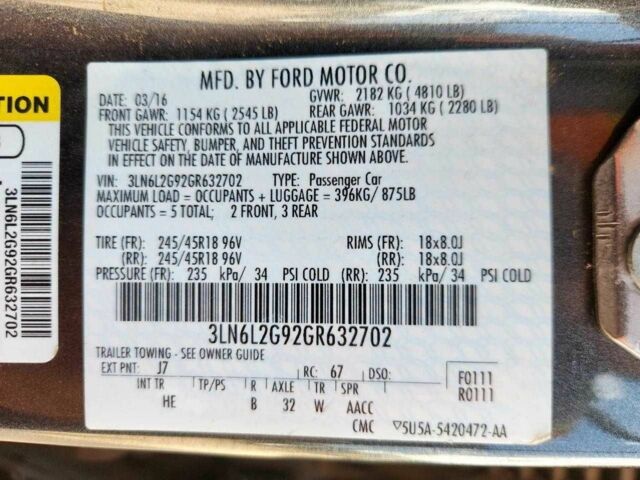 MFD. BY FORD MOTOR CO.
DATE: 03/16 GVWR: 2182 KG ( 4810 LB)
FRONT GAWR: 1154 KG ( 2545 LB) REAR GAWR: 1034 KG ( 2280 LB)
THIS VEHICLE CONFORMS TO ALL APPLICABLE FEDERAL MOTOR
VEHICLE SAFETY, BUMPER, AND THEFT PREVENTION STANDARDS
IN EFFECT ON THE DATE OF MANUFACTURE SHOWN ABOVE.
VIN: 3LN6L2G92GR632702 TYPE: Passenger Car
MAXIMUM LOAD = OCCUPANTS + LUGGAGE = 396KG/ 875LB
OCCUPANTS = 5 TOTAL; 2 FRONT, 3 REAR
TIRE (FR): 245/45R18 96V RIMS (FR): 18x8.0J
(RR): 245/45R18 96V (RR): 18x8.0J
PRESSURE (FR): 235 kPa/ 34 PSI COLD (RR): 235 kPa/ 34 PSI COLD
3LN6L2G92GR632702
TRAILER TOWING - SEE OWNER GUIDE
EXT PNT: J7 RC: 67 DSO:
INT TR TP/PS R AXLE TR SPR
HE B 32 W AACC
F0111
R0111
CMC ▽5U5A-5420472-AA
TION
3LN6L2G92GR632702